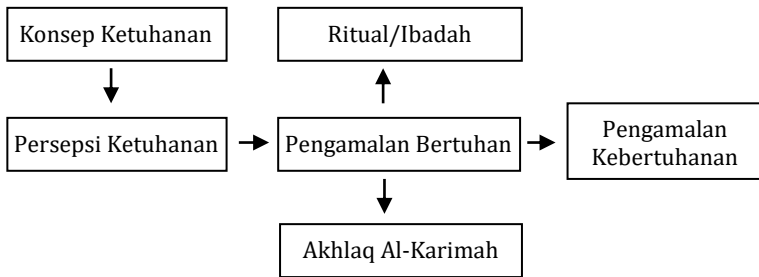 Konsep Ketuhanan
Ritual/Ibadah
Persepsi Ketuhanan
Pengamalan Bertuhan
Pengamalan
Kebertuhanan
Akhlaq Al-Karimah